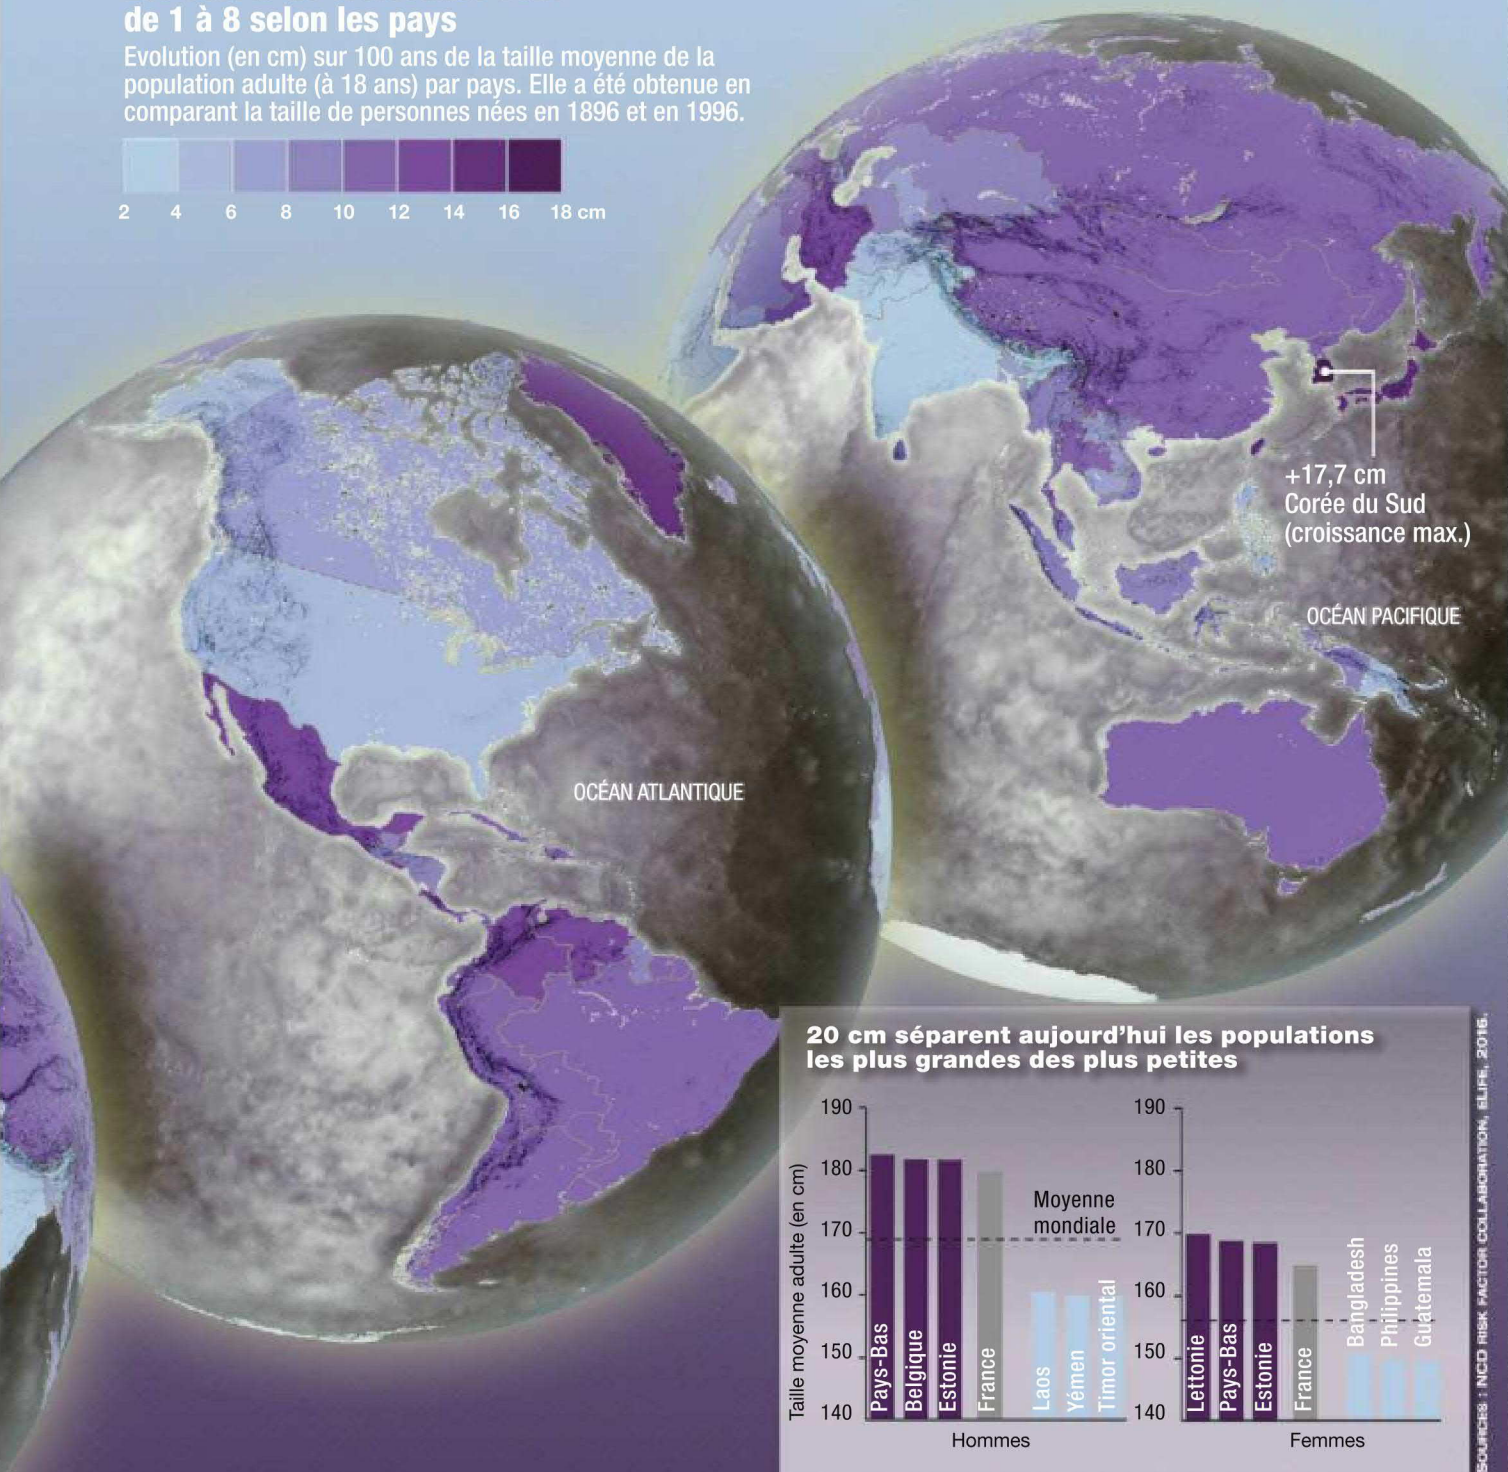 de 1 à 8 selon les pays
Evolution (en cm) sur 100 ans de la taille moyenne de la
population adulte (à 18 ans) par pays. Elle a été obtenue en
comparant la taille de personnes nées en 1896 et en 1996.
2 4 6 8 10 12 14 16 18 cm
+17,7 cm
Corée du Sud
(croissance max.)
OCÉAN PACIFIQUE
OCÉAN ATLANTIQUE
20 cm séparent aujourd'hui les populations
les plus grandes des plus petites
Taille moyenne adulte (en cm)
190
180
170
160
150
140
Moyenne
mondiale
Pays-Bas
Belgique
Estonie
France
Laos
Yémen
Timor oriental
Hommes
190
180
170
160
150
140
Lettonie
Pays-Bas
Estonie
France
Bangladesh
Philippines
Guatemala
Femmes
SOURCES : NCD RISK FACTOR COLLABORATION, ELIFE, 2016.